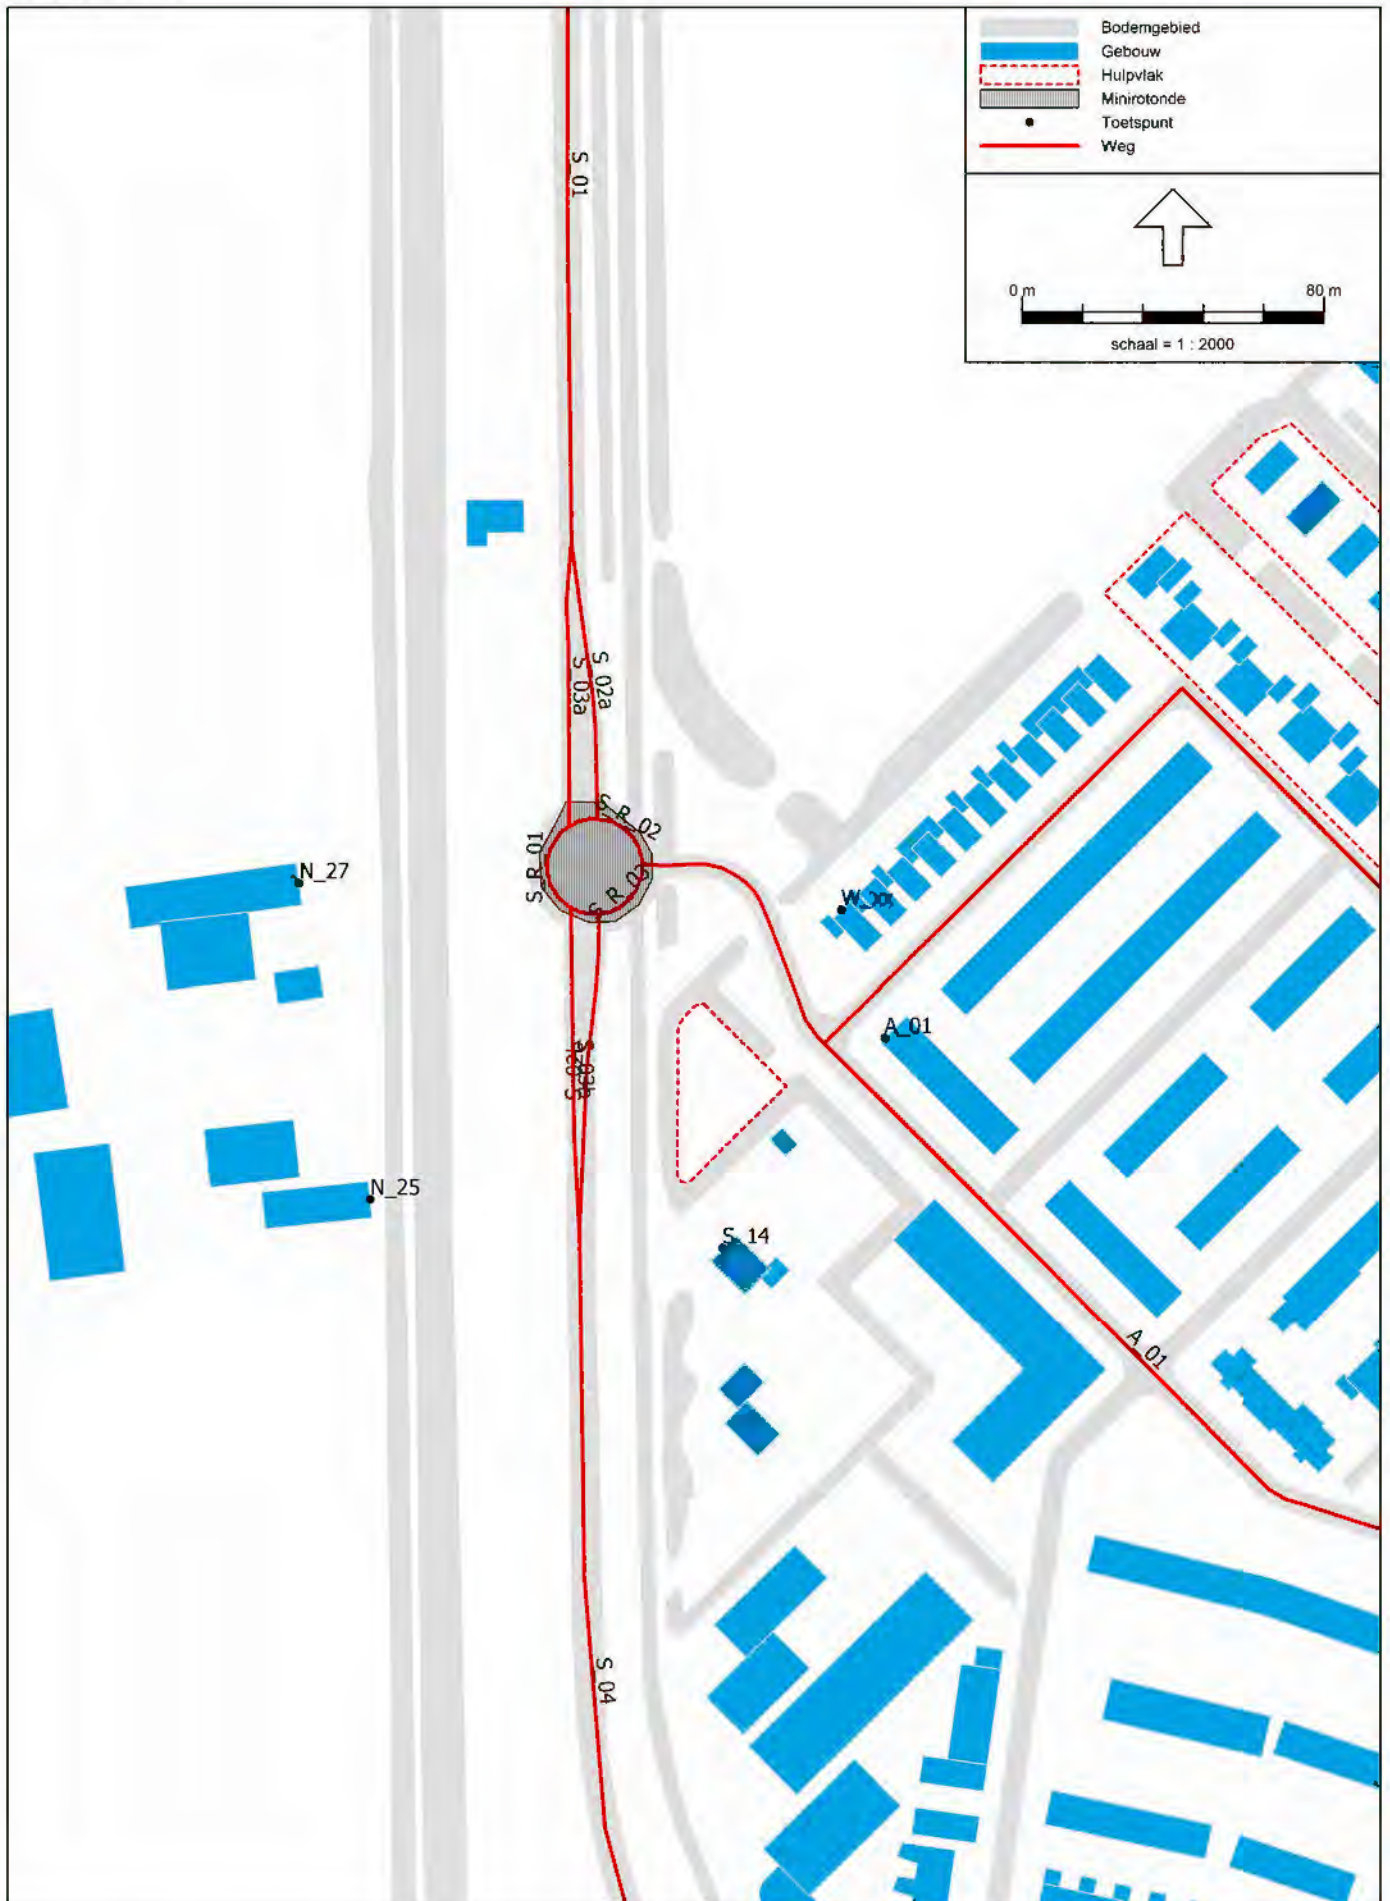 Bodemgebied
Gebouw
Hulpvlak
Minirotonde
Toetspunt
Weg
0 m 80 m
schaal = 1 : 2000
S_01
S_02a
S_03a
S_R_02
S_R_01
S_R_03
N_27
A_01
N_25
S_14
A_01
S_04